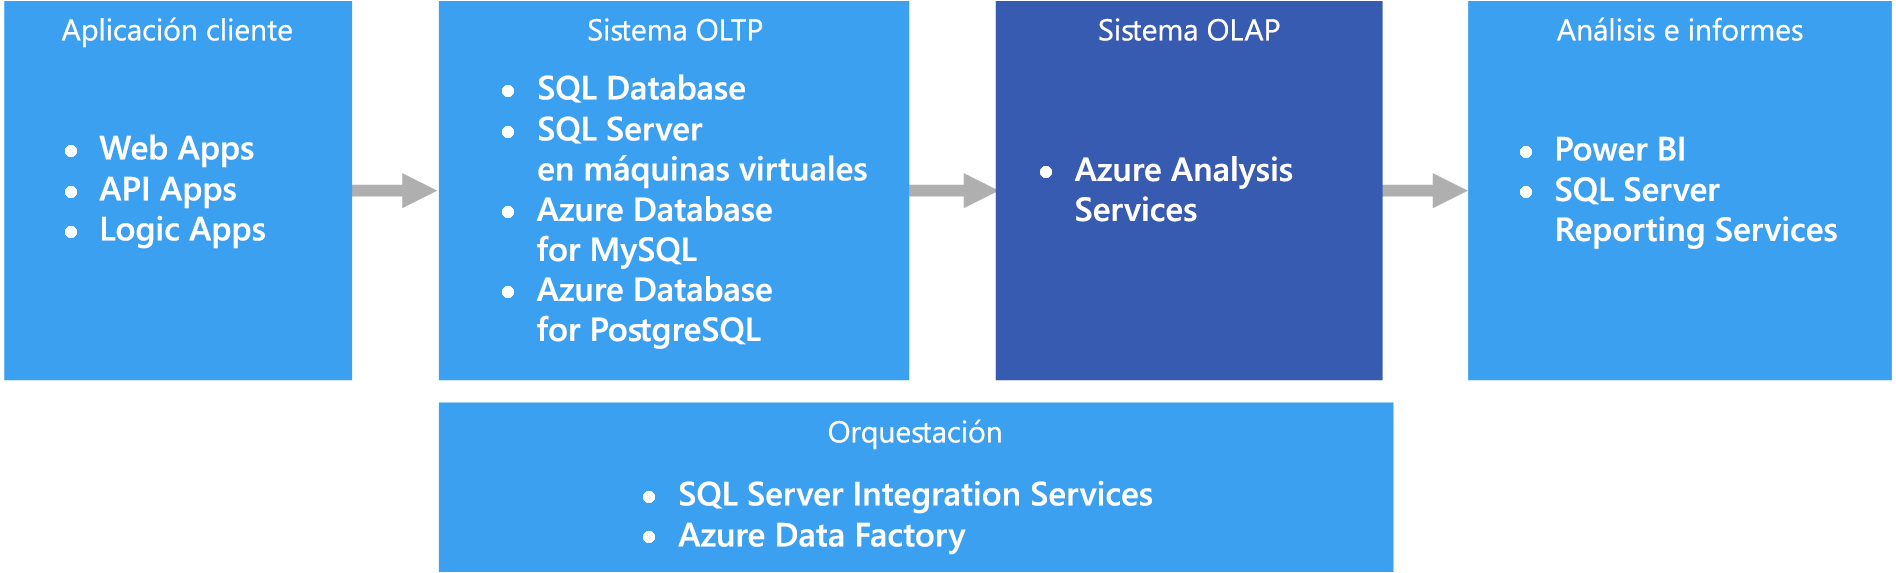 Aplicación cliente
• Web Apps
• API Apps
• Logic Apps
Sistema OLTP
• SQL Database
• SQL Server
en máquinas virtuales
• Azure Database
for MySQL
• Azure Database
for PostgreSQL
Sistema OLAP
• Azure Analysis
Services
Análisis e informes
• Power BI
• SQL Server
Reporting Services
Orquestación
• SQL Server Integration Services
• Azure Data Factory